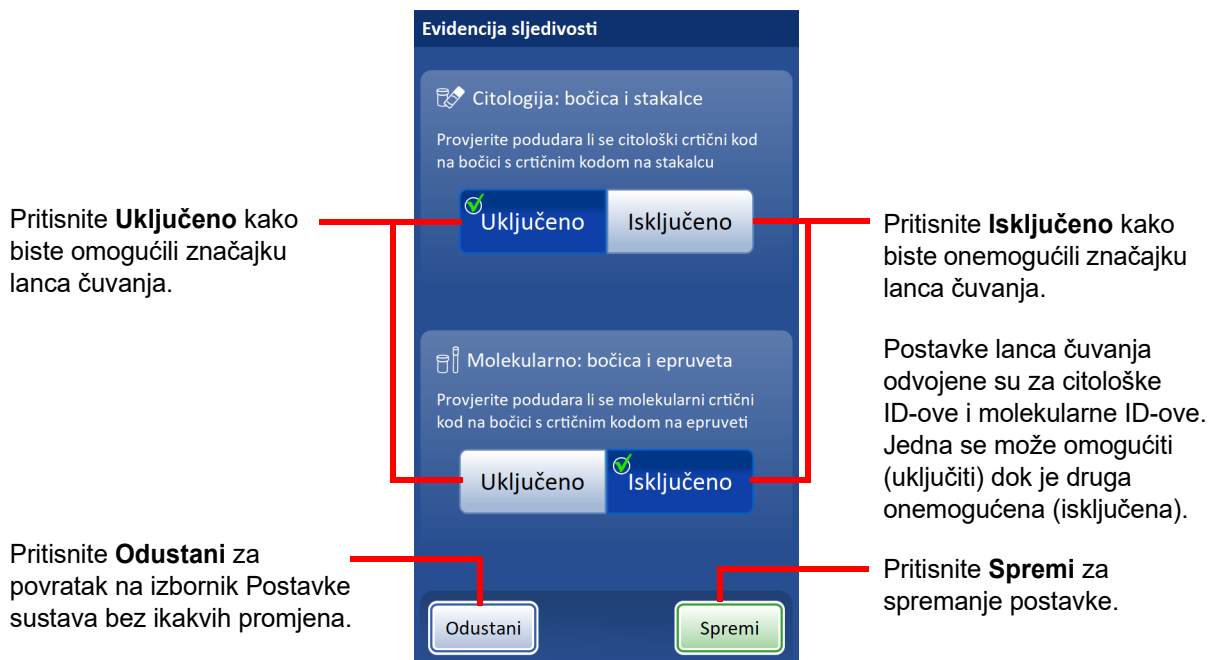 Evidencija sljedivosti
Citologija: bočica i stakalce
Provjerite podudara li se citološki crtični kod
na bočici s crtičnim kodom na stakalcu
Uključeno
Isključeno
Molekularno: bočica i epruveta
Provjerite podudara li se molekularni crtični
kod na bočici s crtičnim kodom na epruveti
Uključeno
Isključeno
Odustani
Spremi
Pritisnite Uključeno kako
biste omogućili značajku
lanca čuvanja.
Pritisnite Odustani za
povratak na izbornik Postavke
sustava bez ikakvih promjena.
Pritisnite Isključeno kako
biste onemogućili značajku
lanca čuvanja.
Postavke lanca čuvanja
odvojene su za citološke
ID-ove i molekularne ID-ove.
Jedna se može omogućiti
(uključiti) dok je druga
onemogućena (isključena).
Pritisnite Spremi za
spremanje postavke.